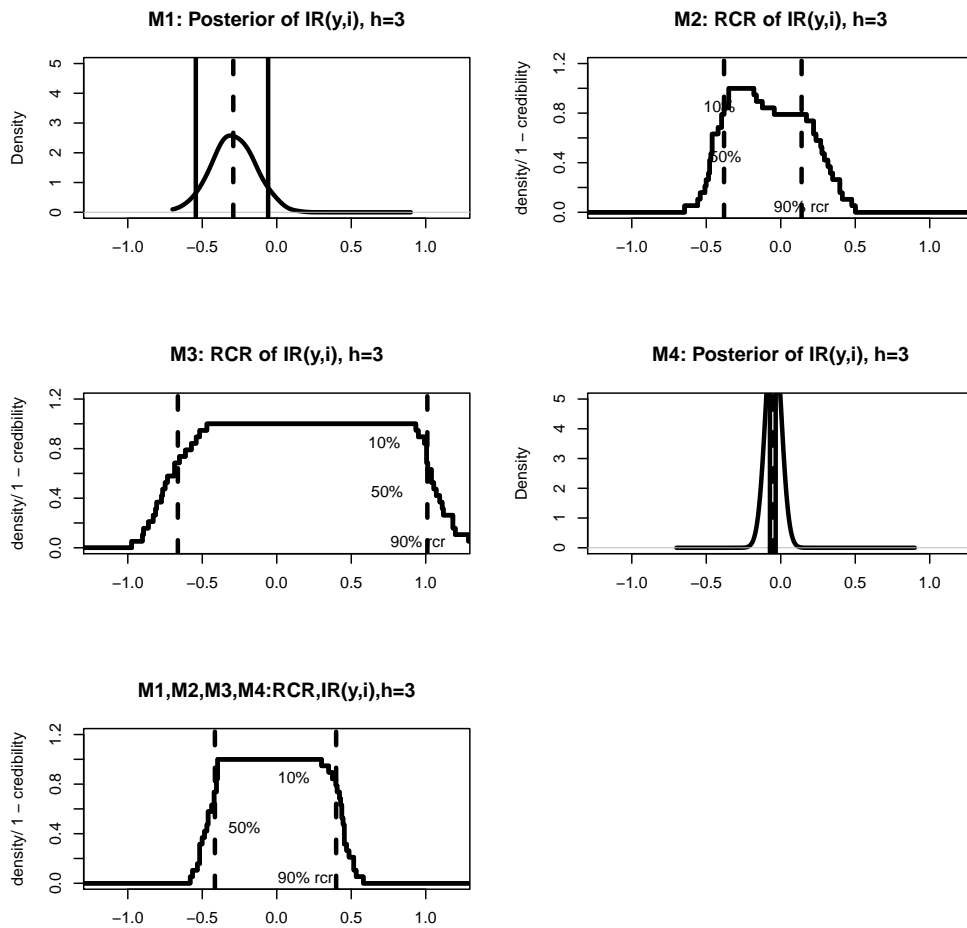 M1: Posterior of IR(y,i), h=3
Density
5
4
3
2
1
0
−1.0 −0.5 0.0 0.5 1.0
M2: RCR of IR(y,i), h=3
density/ 1 − credibility
1.2
0.8
0.4
0.0
10%
50%
90% rcr
−1.0 −0.5 0.0 0.5 1.0
M3: RCR of IR(y,i), h=3
density/ 1 − credibility
1.2
0.8
0.4
0.0
10%
50%
90% rcr
−1.0 −0.5 0.0 0.5 1.0
M4: Posterior of IR(y,i), h=3
Density
5
4
3
2
1
0
−1.0 −0.5 0.0 0.5 1.0
M1,M2,M3,M4:RCR,IR(y,i),h=3
density/ 1 − credibility
1.2
0.8
0.4
0.0
10%
50%
90% rcr
−1.0 −0.5 0.0 0.5 1.0